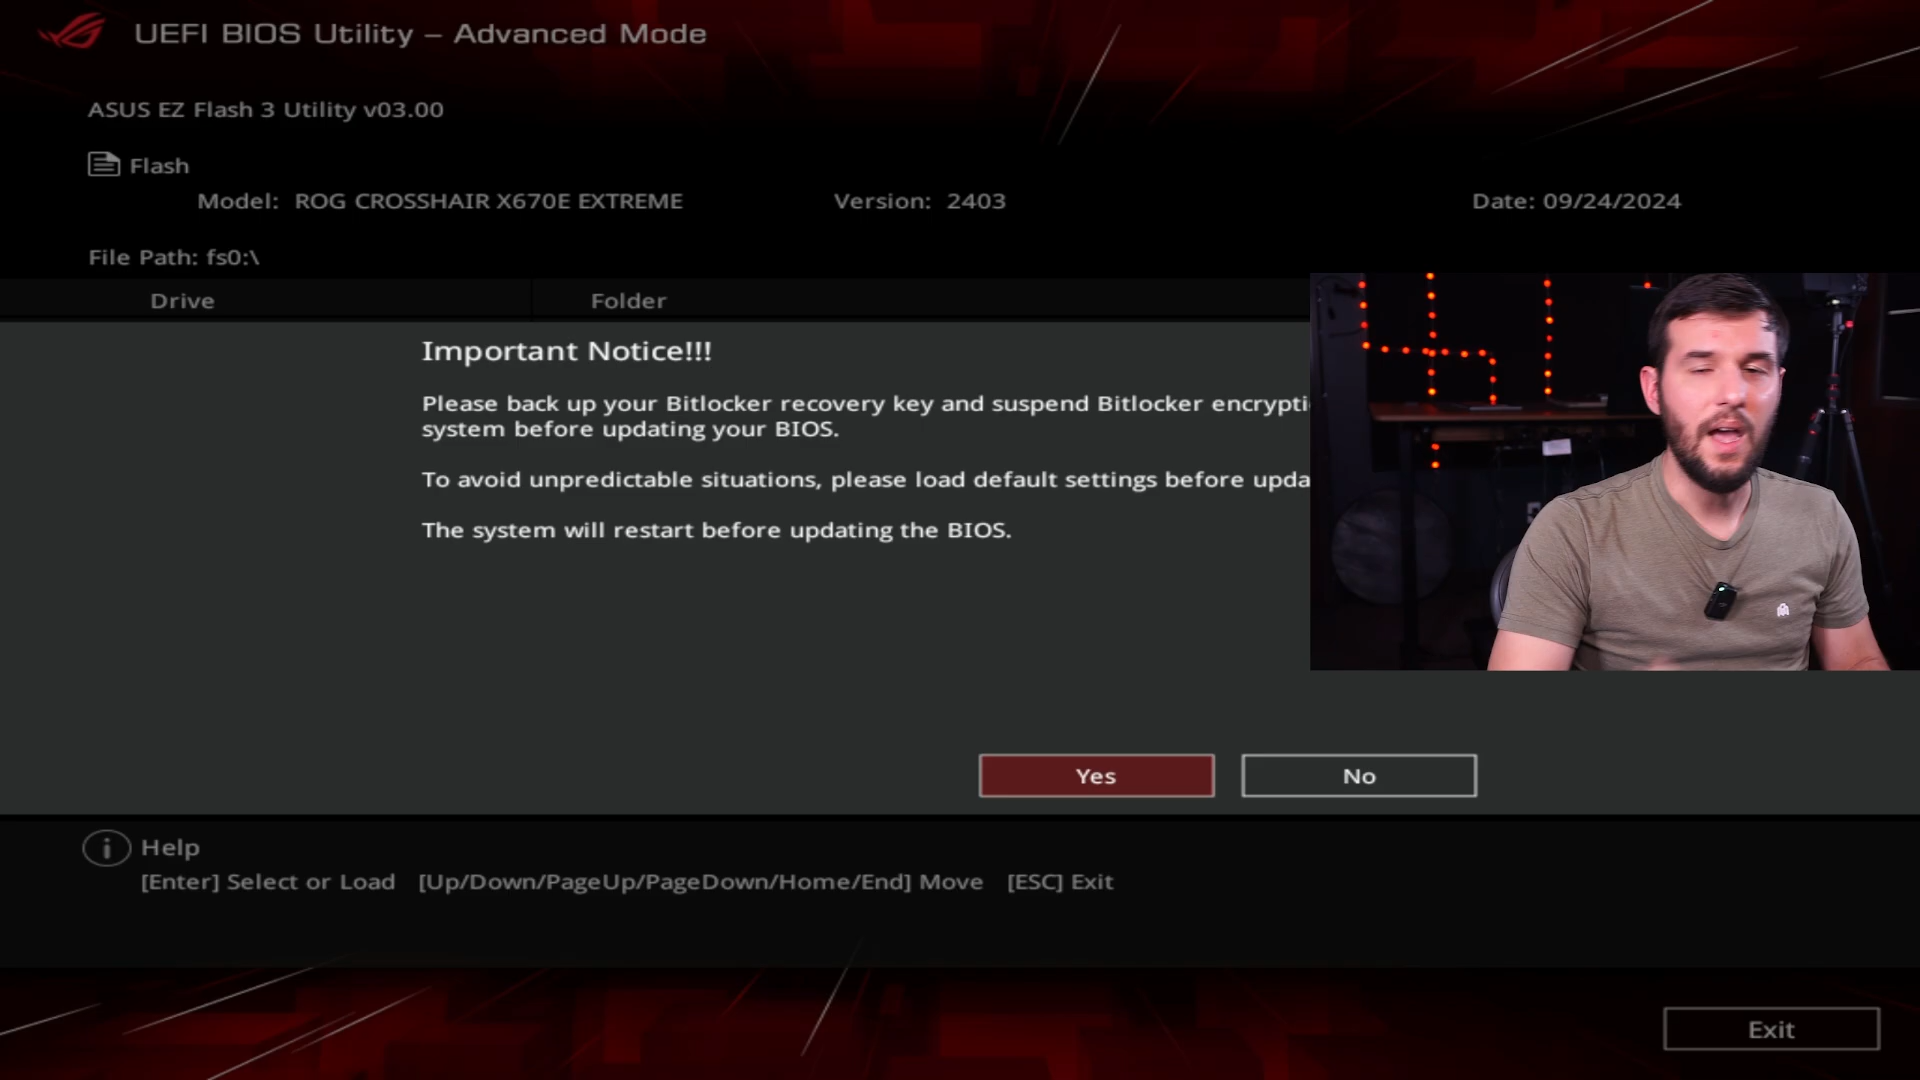 UEFI BIOS Utility – Advanced Mode
ASUS EZ Flash 3 Utility v03.00
Flash
Model: ROG CROSSHAIR X670E EXTREME Version: 2403 Date: 09/24/2024
File Path: fs0:\
Drive Folder
Important Notice!!!
Please back up your Bitlocker recovery key and suspend Bitlocker encrypti
system before updating your BIOS.
To avoid unpredictable situations, please load default settings before upda
The system will restart before updating the BIOS.
Yes No
Help
[Enter] Select or Load [Up/Down/PageUp/PageDown/Home/End] Move [ESC] Exit
Exit